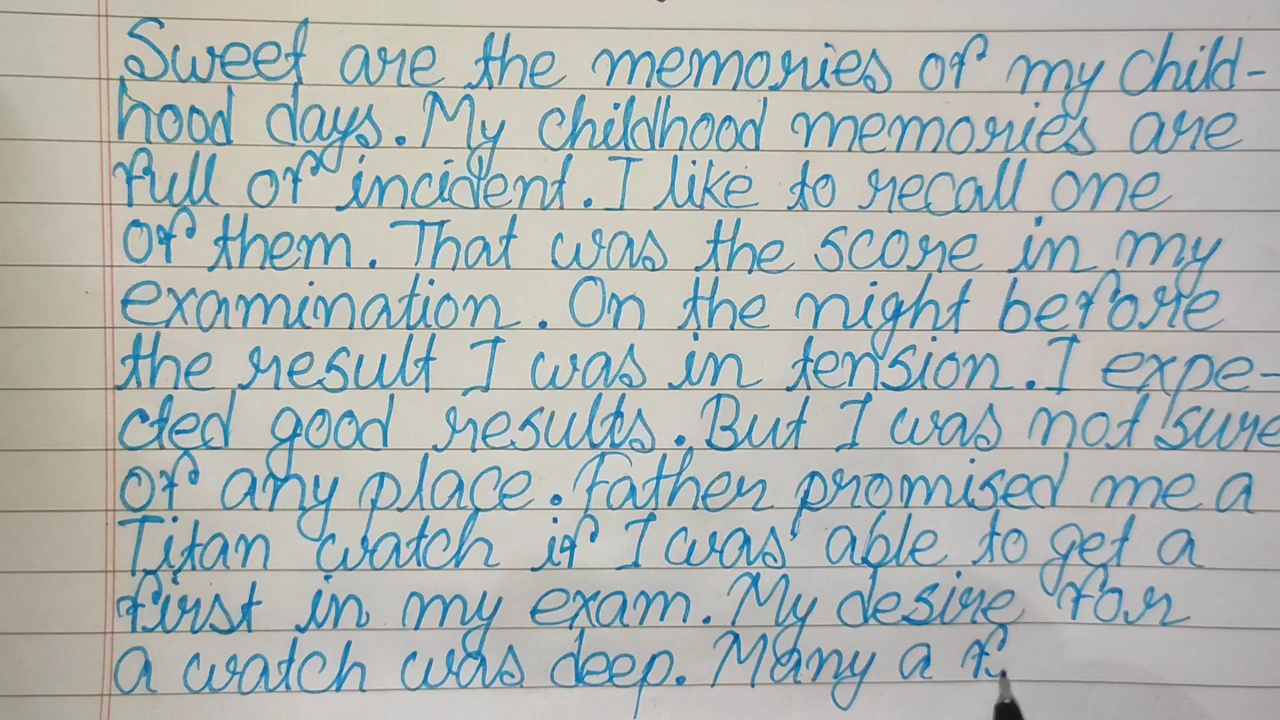 Sweet are the memories of my child-
hood days. My childhood memories are
full of incident. I like to recall one
of them. That was the score in my
examination. On the night before
the result I was in tension. I expe-
cted good results. But I was not sure
of any place. Father promised me a
Titan watch if I was able to get a
first in my exam. My desire for
a watch was deep. Many a f